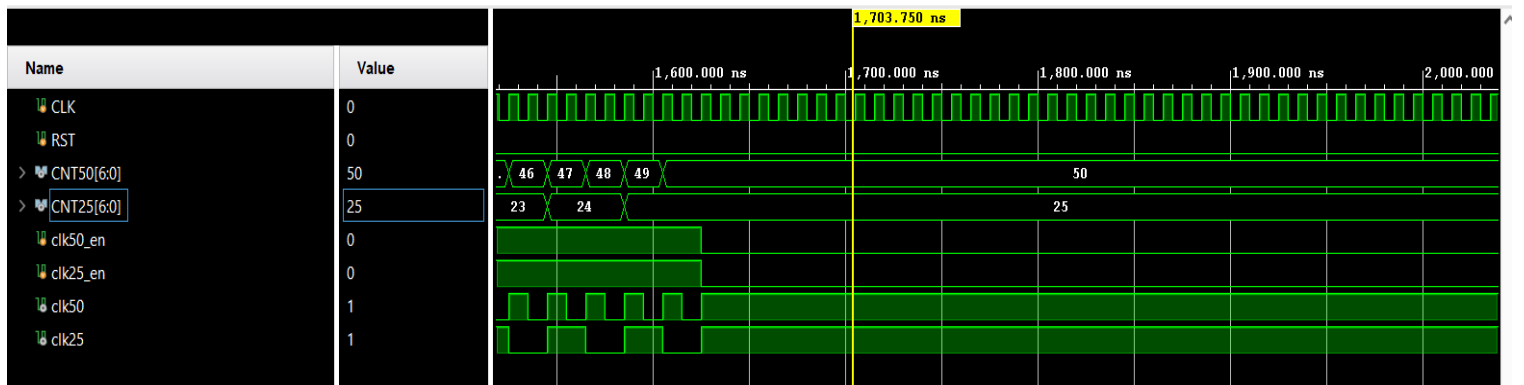 1,703.750 ns
Name Value
1,600.000 ns 1,700.000 ns 1,800.000 ns 1,900.000 ns 2,000.000
CLK 0
RST 0
CNT50[6:0] 50 . 46 47 48 49 50
CNT25[6:0] 25 23 24 25
clk50_en 0
clk25_en 0
clk50 1
clk25 1